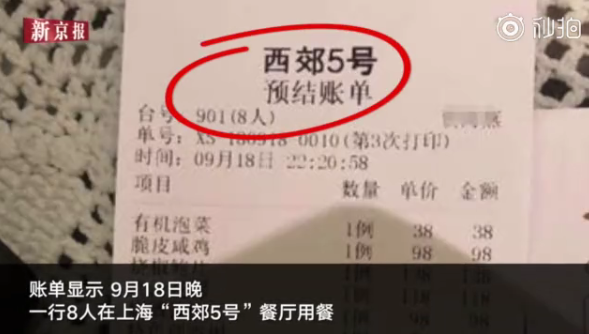 新京报
秒拍
西郊5号
预结账单
台号 901(8人)
单号: XS-180918-0010(第3次打印)
时间: 09月18日 22:20:58
项目 数量 单价 金额
有机泡菜 1例 38 38
脆皮咸鸡 1例 98 98
账单显示 9月18日晚
一行8人在上海“西郊5号”餐厅用餐